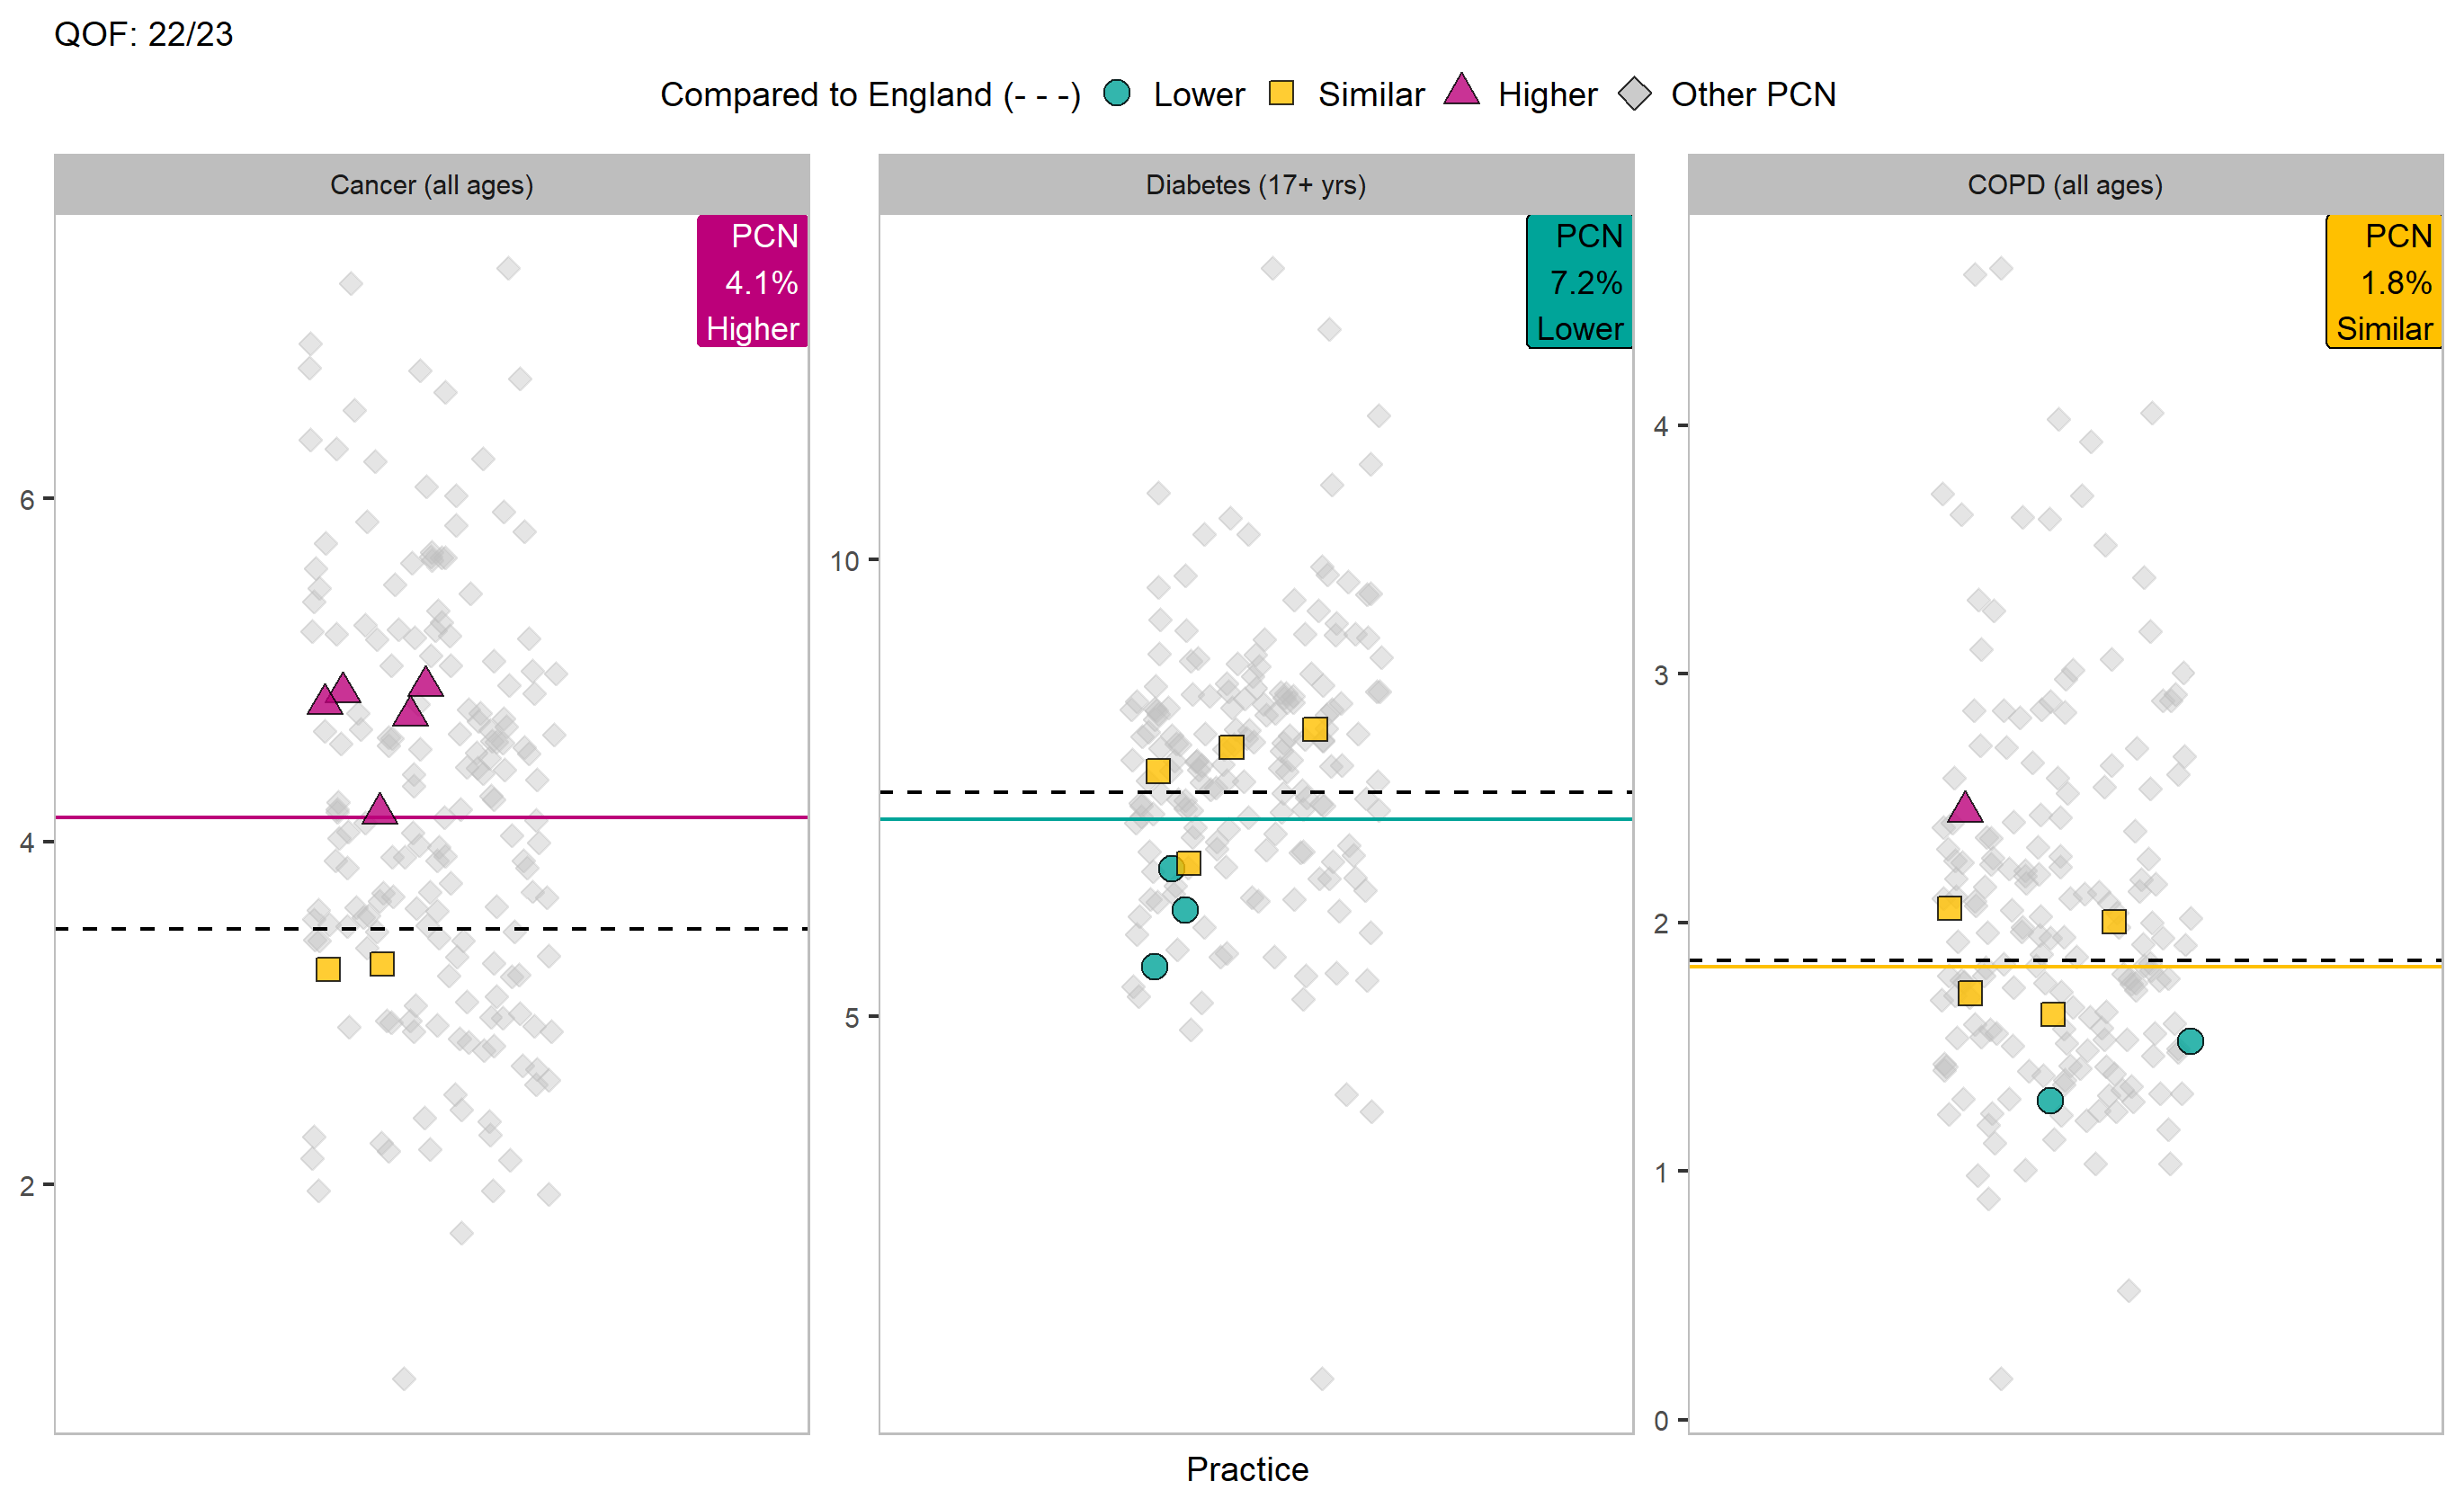 QOF: 22/23
Compared to England (- - -) Lower Similar Higher Other PCN
Cancer (all ages)
PCN
4.1%
Higher
6
4
2
Diabetes (17+ yrs)
PCN
7.2%
Lower
10
5
COPD (all ages)
PCN
1.8%
Similar
4
3
2
1
0
Practice